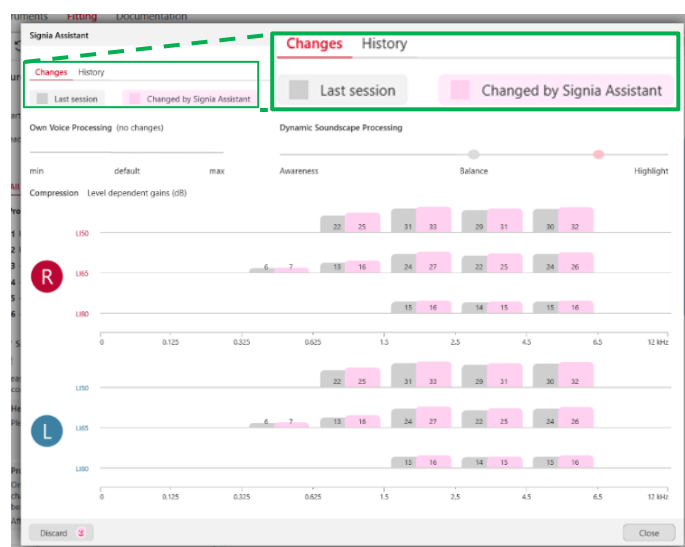 Fitting Documentation
Signia Assistant
Changes History
Last session Changed by Signia Assistant
Changes History
Last session Changed by Signia Assistant
Own Voice Processing (no changes)
min default max
Dynamic Soundscape Processing
Awareness Balance Highlight
Compression Level dependent gains (dB)
R
LI50 22 25 31 33 29 31 30 32
LI65 6 7 13 16 24 27 22 25 24 26
LI80 15 16 14 15 15 16
0 0.125 0.325 0.625 1.5 2.5 4.5 6.5 12 kHz
L
LI50 22 25 31 33 29 31 30 32
LI65 6 7 13 16 24 27 22 25 24 26
LI80 15 16 14 15 15 16
0 0.125 0.325 0.625 1.5 2.5 4.5 6.5 12 kHz
Discard Close